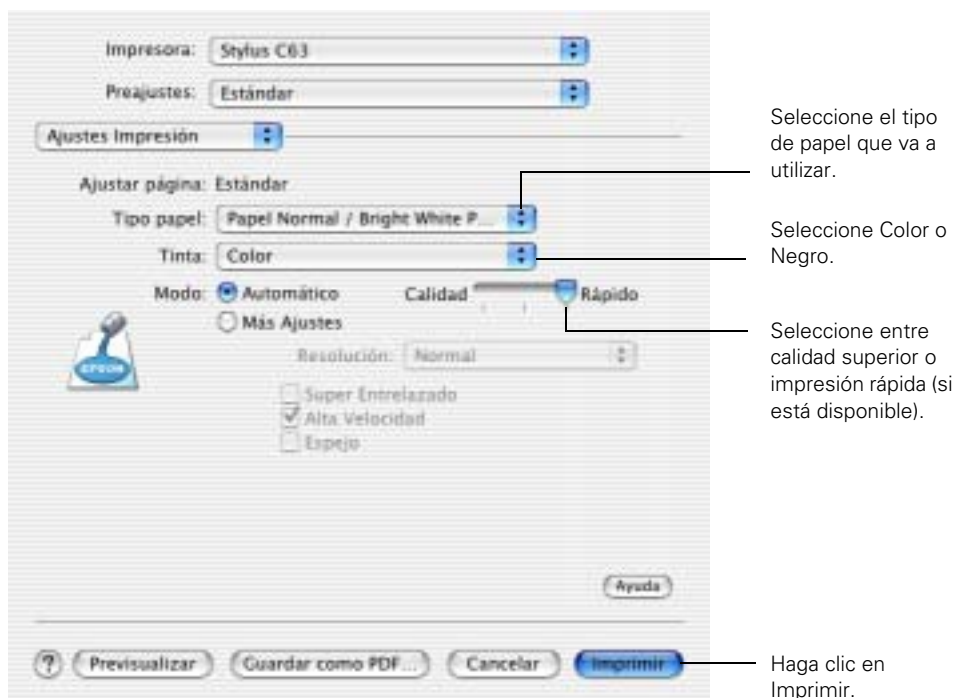 Impresora: Stylus C63
Preajustes: Estándar
Ajustes Impresión
Ajustar página: Estándar
Tipo papel: Papel Normal / Bright White P...
Tinta: Color
Modo: Automático Calidad Rápido
Más Ajustes
Resolución: Normal
Super Entrelazado
Alta Velocidad
Espejo
EPSON
Ayuda
? Previsualizar Guardar como PDF... Cancelar Imprimir
Seleccione el tipo
de papel que va a
utilizar.
Seleccione Color o
Negro.
Seleccione entre
calidad superior o
impresión rápida (si
está disponible).
Haga clic en
Imprimir.